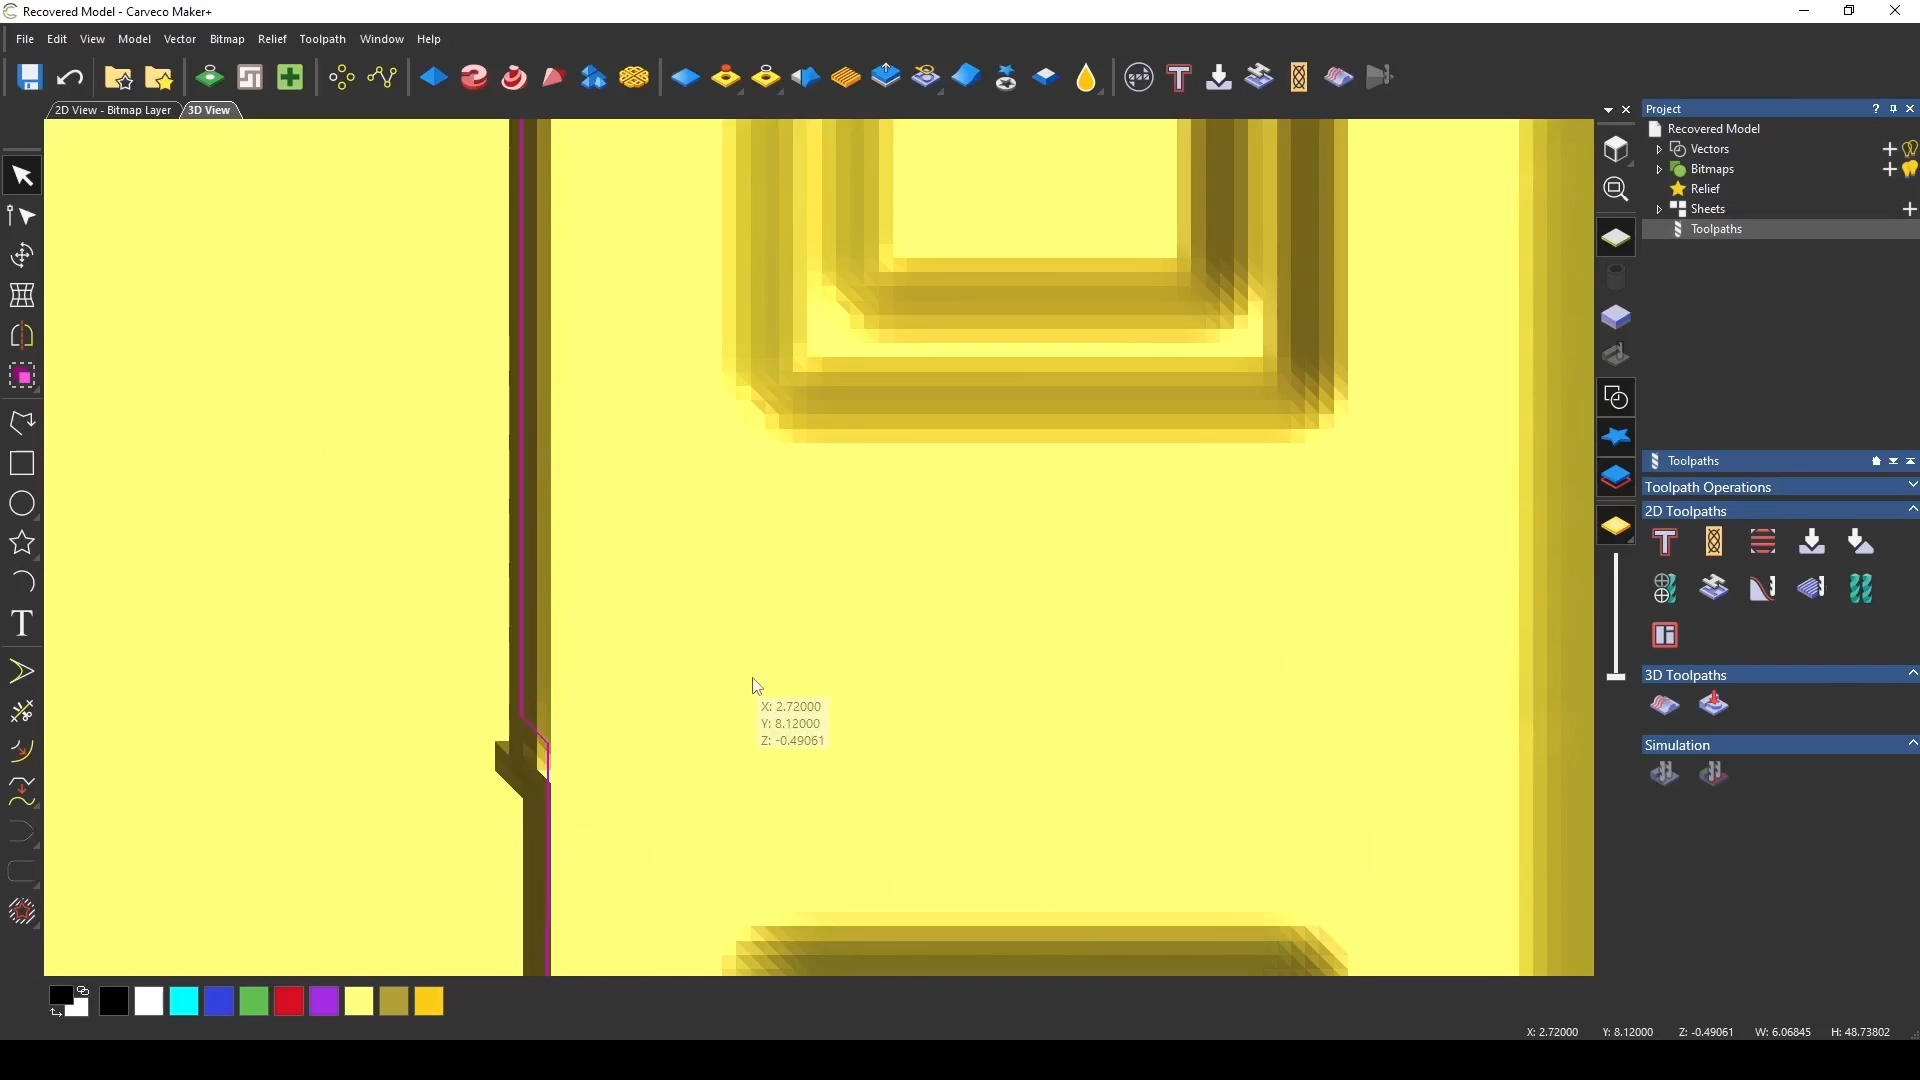 Recovered Model - Carveco Maker+
File Edit View Model Vector Bitmap Relief Toolpath Window Help
2D View - Bitmap Layer 3D View
Project
Recovered Model
Vectors
Bitmaps
Relief
Sheets
Toolpaths
Toolpaths
Toolpath Operations
2D Toolpaths
3D Toolpaths
Simulation
X: 2.72000
Y: 8.12000
Z: -0.49061
X: 2.72000 Y: 8.12000 Z: -0.49061 W: 6.06845 H: 48.73802